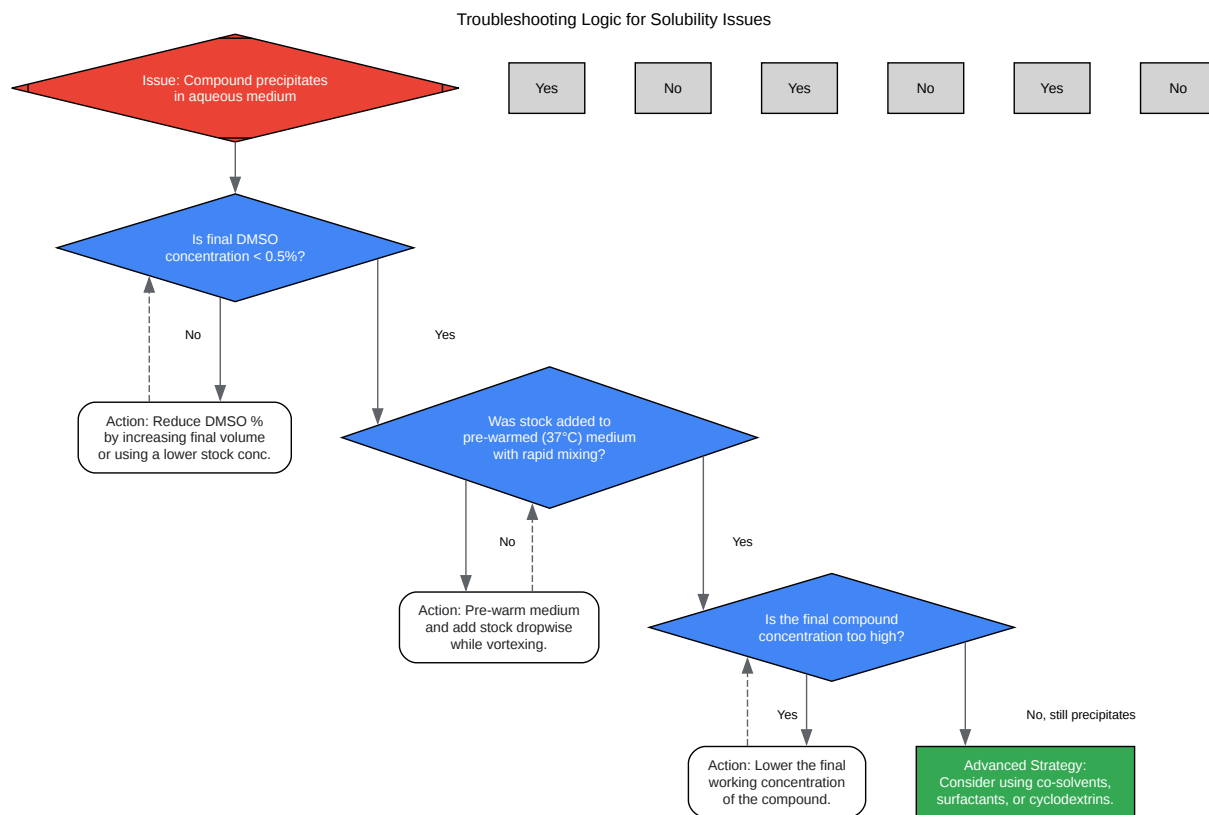 Troubleshooting Logic for Solubility Issues
Issue: Compound precipitates
in aqueous medium
Yes
No
Yes
No
Yes
No
Is final DMSO
concentration < 0.5%?
No
Yes
Action: Reduce DMSO %
by increasing final volume
or using a lower stock conc.
Was stock added to
pre-warmed (37°C) medium
with rapid mixing?
No
Yes
Action: Pre-warm medium
and add stock dropwise
while vortexing.
Is the final compound
concentration too high?
Yes
No, still precipitates
Action: Lower the final
working concentration
of the compound.
Advanced Strategy:
Consider using co-solvents,
surfactants, or cyclodextrins.